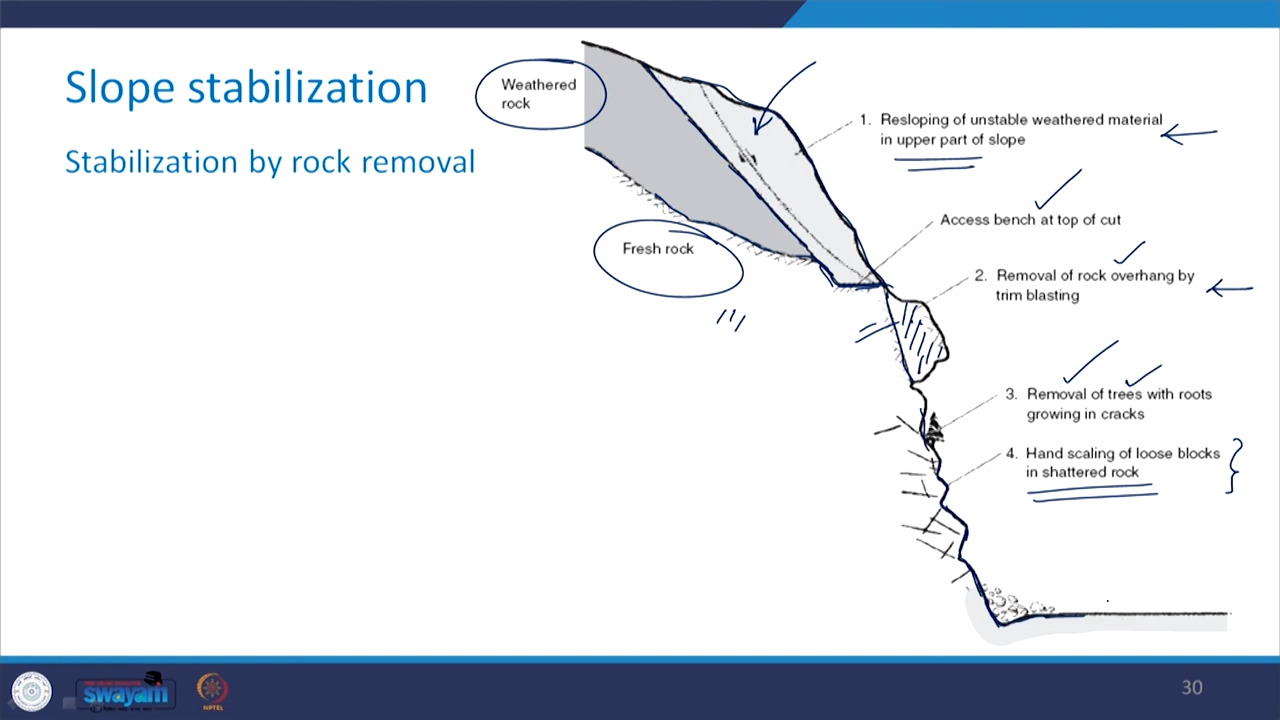 Slope stabilization
Stabilization by rock removal
Weathered
rock
Fresh rock
1. Resloping of unstable weathered material
in upper part of slope
Access bench at top of cut
2. Removal of rock overhang by
trim blasting
3. Removal of trees with roots
growing in cracks
4. Hand scaling of loose blocks
in shattered rock
swayam
NPTEL
30